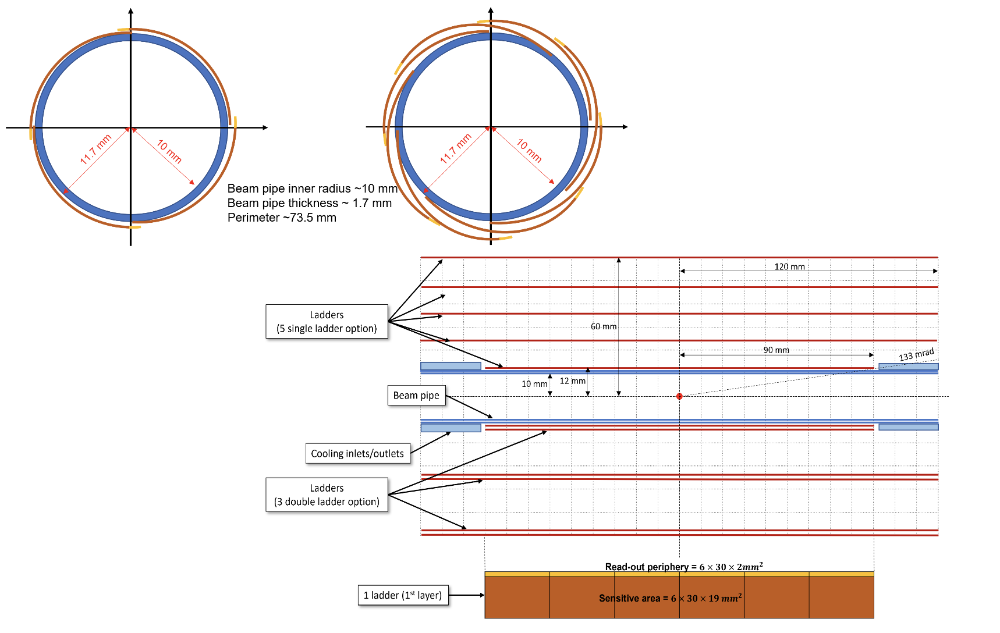 11.7 mm
10 mm
11.7 mm
10 mm
Beam pipe inner radius ~10 mm
Beam pipe thickness ~ 1.7 mm
Perimeter ~73.5 mm
120 mm
Ladders
(5 single ladder option)
60 mm
90 mm
133 mrad
10 mm
12 mm
Beam pipe
Cooling inlets/outlets
Ladders
(3 double ladder option)
Read-out periphery = 6 × 30 × 2mm²
1 ladder (1st layer)
Sensitive area = 6 × 30 × 19 mm²